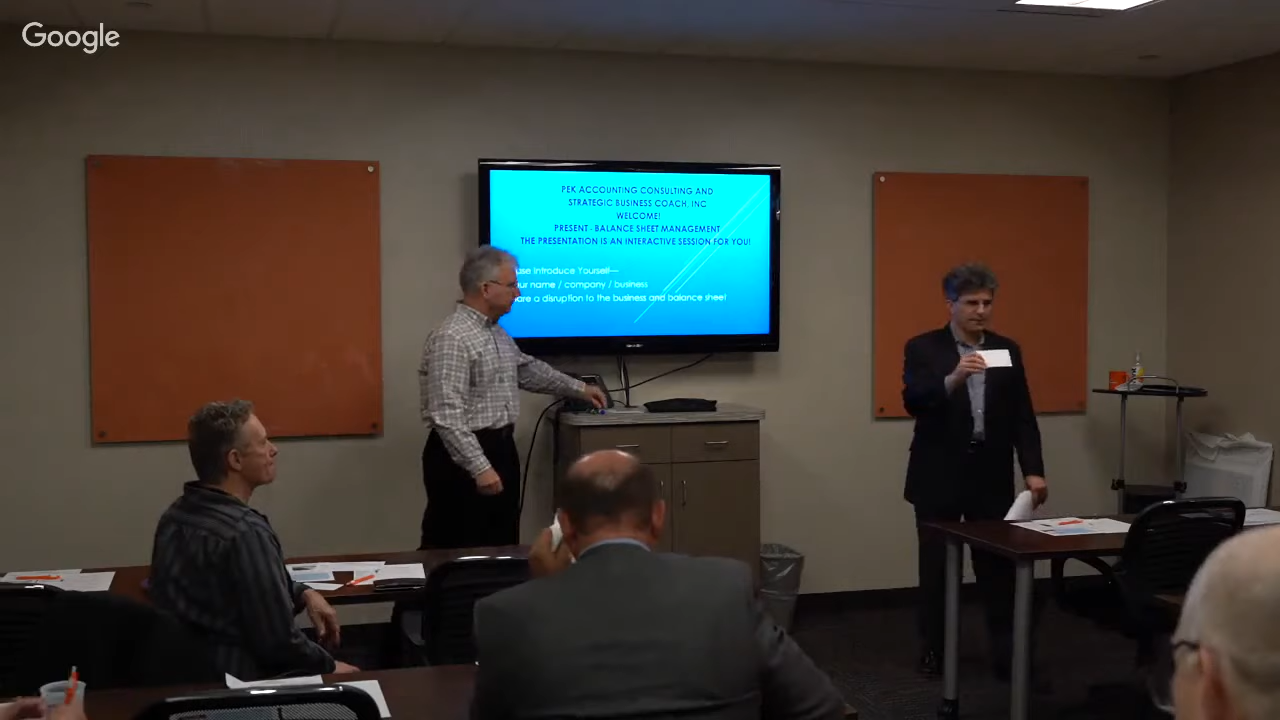 Google
PEK ACCOUNTING CONSULTING AND
STRATEGIC BUSINESS COACH, INC
WELCOME!
PRESENT - BALANCE SHEET MANAGEMENT
THE PRESENTATION IS AN INTERACTIVE SESSION FOR YOU!
Introduce Yourself—
name / company / business
a disruption to the business and balance sheet